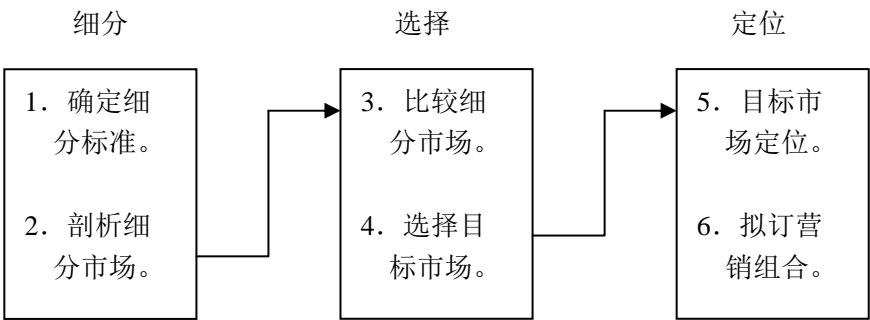 细分
选择
定位
1．确定细
分标准。
2．剖析细
分市场。
3．比较细
分市场。
4．选择目
标市场。
5．目标市
场定位。
6．拟订营
销组合。